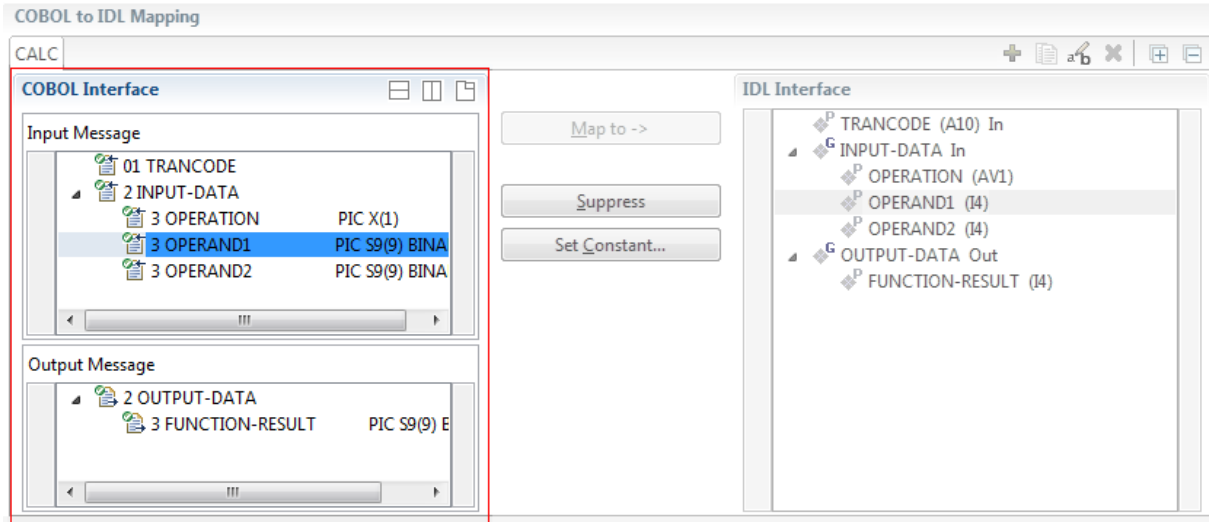 COBOL to IDL Mapping
CALC
COBOL Interface
Input Message
01 TRANCODE
2 INPUT-DATA
3 OPERATION PIC X(1)
3 OPERAND1 PIC S9(9) BINA
3 OPERAND2 PIC S9(9) BINA
Output Message
2 OUTPUT-DATA
3 FUNCTION-RESULT PIC S9(9) B
Map to ->
Suppress
Set Constant...
IDL Interface
TRANCODE (A10) In
INPUT-DATA In
OPERATION (AV1)
OPERAND1 (I4)
OPERAND2 (I4)
OUTPUT-DATA Out
FUNCTION-RESULT (I4)